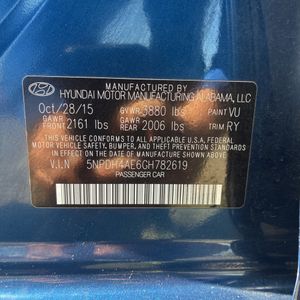 MANUFACTURED BY
HYUNDAI MOTOR MANUFACTURING ALABAMA, LLC
Oct/28/15 GVWR 3880 lbs PAINT VU
GAWR FRONT 2161 lbs GAWR REAR 2006 lbs TRIM RY
THIS VEHICLE CONFORMS TO ALL APPLICABLE U.S.A. FEDERAL
MOTOR VEHICLE SAFETY, BUMPER, AND THEFT PREVENTION
STANDARDS IN EFFECT ON THE DATE OF MANUFACTURE SHOWN ABOVE.
V.I.N 5NPDH4AE6GH782619
PASSENGER CAR